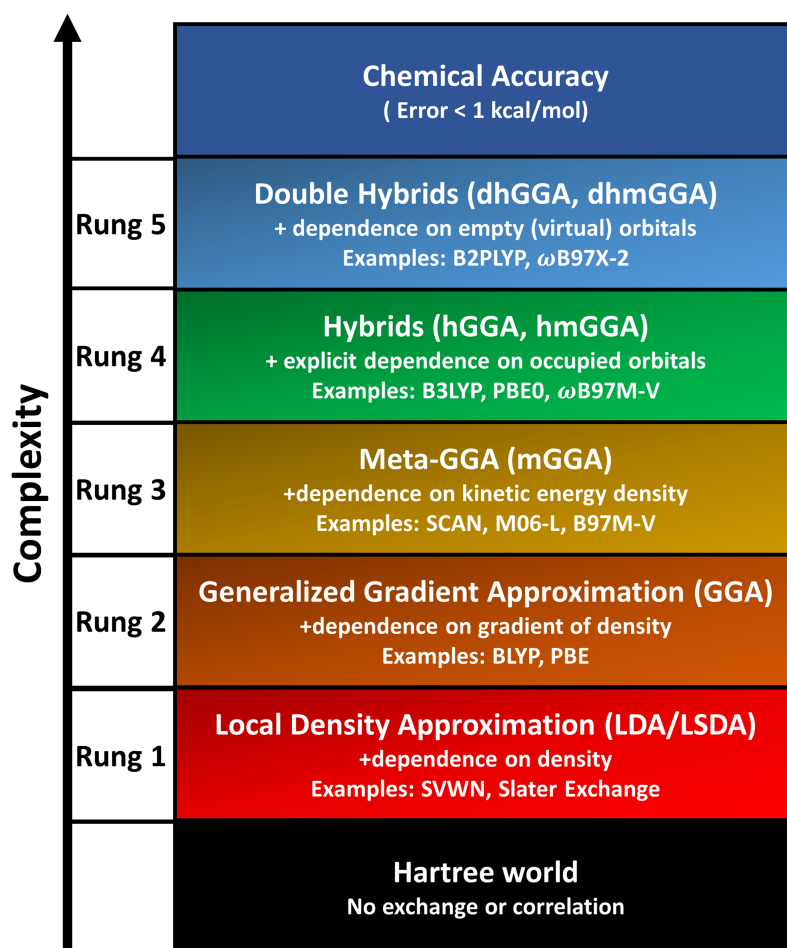 Chemical Accuracy
( Error < 1 kcal/mol)
Rung 5
Double Hybrids (dhGGA, dhmGGA)
+ dependence on empty (virtual) orbitals
Examples: B2PLYP, ωB97X-2
Rung 4
Hybrids (hGGA, hmGGA)
+ explicit dependence on occupied orbitals
Examples: B3LYP, PBE0, ωB97M-V
Complexity
Rung 3
Meta-GGA (mGGA)
+dependence on kinetic energy density
Examples: SCAN, M06-L, B97M-V
Rung 2
Generalized Gradient Approximation (GGA)
+dependence on gradient of density
Examples: BLYP, PBE
Rung 1
Local Density Approximation (LDA/LSDA)
+dependence on density
Examples: SVWN, Slater Exchange
Hartree world
No exchange or correlation